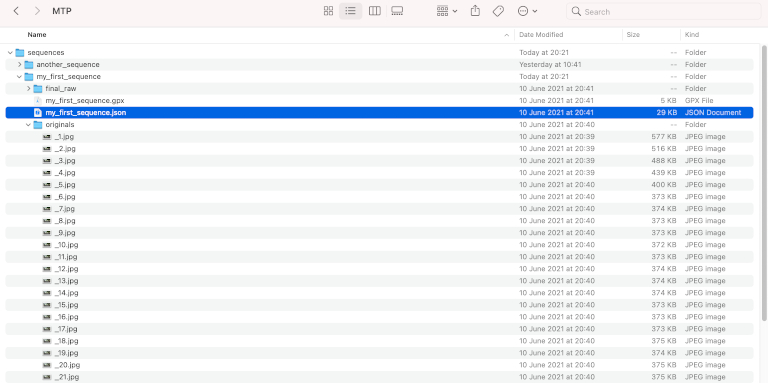 MTP
Search
Name Date Modified Size Kind
sequences Today at 20:21 -- Folder
another_sequence Yesterday at 10:41 -- Folder
my_first_sequence Today at 20:21 -- Folder
final_raw 10 June 2021 at 20:41 -- Folder
my_first_sequence.gpx 10 June 2021 at 20:41 5 KB GPX File
my_first_sequence.json 10 June 2021 at 20:41 29 KB JSON Document
originals 10 June 2021 at 20:40 -- Folder
_1.jpg 10 June 2021 at 20:39 577 KB JPEG image
_2.jpg 10 June 2021 at 20:39 516 KB JPEG image
_3.jpg 10 June 2021 at 20:39 488 KB JPEG image
_4.jpg 10 June 2021 at 20:39 439 KB JPEG image
_5.jpg 10 June 2021 at 20:40 400 KB JPEG image
_6.jpg 10 June 2021 at 20:40 373 KB JPEG image
_7.jpg 10 June 2021 at 20:40 374 KB JPEG image
_8.jpg 10 June 2021 at 20:40 373 KB JPEG image
_9.jpg 10 June 2021 at 20:40 373 KB JPEG image
_10.jpg 10 June 2021 at 20:40 372 KB JPEG image
_11.jpg 10 June 2021 at 20:40 373 KB JPEG image
_12.jpg 10 June 2021 at 20:40 374 KB JPEG image
_13.jpg 10 June 2021 at 20:40 374 KB JPEG image
_14.jpg 10 June 2021 at 20:40 373 KB JPEG image
_15.jpg 10 June 2021 at 20:40 373 KB JPEG image
_16.jpg 10 June 2021 at 20:40 373 KB JPEG image
_17.jpg 10 June 2021 at 20:40 373 KB JPEG image
_18.jpg 10 June 2021 at 20:40 375 KB JPEG image
_19.jpg 10 June 2021 at 20:40 374 KB JPEG image
_20.jpg 10 June 2021 at 20:40 375 KB JPEG image
_21.jpg 10 June 2021 at 20:40 376 KB JPEG image